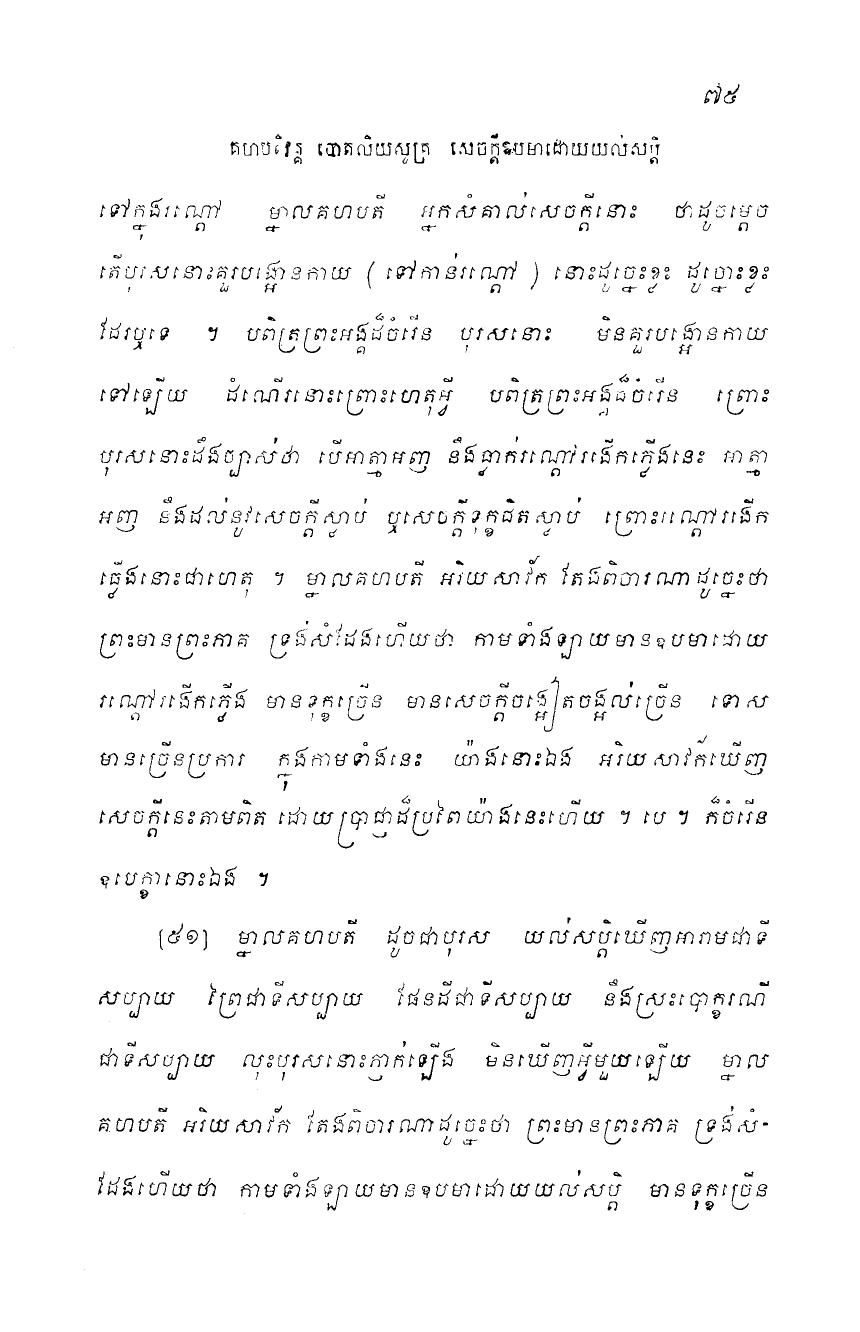 ៧៥
គហបតិវគ្គ បោតលិយសូត្រ សេចក្តីឧបមាដោយយល់សប្តិ
ទៅក្នុងរណ្តៅ ម្នាលគហបតី អ្នកសំគាល់សេចក្តីនោះ ថាដូចម្តេច
តើបុរសនោះគួរបង្អោនកាយ ( ទៅកាន់រណ្តៅ ) នោះដូច្នេះខ្លះ ដូច្នោះខ្លះ
ដែរឬទេ ។ បពិត្រព្រះអង្គដ៏ចំរើន បុរសនោះ មិនគួរបង្អោនកាយ
ទៅឡើយ ដំណើរនោះព្រោះហេតុអ្វី បពិត្រព្រះអង្គដ៏ចំរើន ព្រោះ
បុរសនោះដឹងច្បាស់ថា បើអាត្មាអញ នឹងធ្លាក់រណ្តៅរងើកភ្លើងនេះ អាត្មា
អញ នឹងដល់នូវសេចក្តីស្លាប់ ឬសេចក្តីទុក្ខជិតស្លាប់ ព្រោះរណ្តៅរងើក
ភ្លើងនោះជាហេតុ ។ ម្នាលគហបតី អរិយសាវ័ក តែងពិចារណាដូច្នេះថា
ព្រះមានព្រះភាគ ទ្រង់សំដែងហើយថា កាមទាំងឡាយមានឧបមាដោយ
រណ្តៅរងើកភ្លើង មានទុក្ខច្រើន មានសេចក្តីចង្អៀតចង្អល់ច្រើន ទោស
មានច្រើនប្រការ ក្នុងកាមទាំងនេះ យ៉ាងនោះឯង អរិយសាវ័កឃើញ
សេចក្តីនេះតាមពិត ដោយប្រាជ្ញាដ៏ប្រពៃយ៉ាងនេះហើយ ។ បេ ។ ក៏ចំរើន
ឧបេក្ខានោះឯង ។
[៥១] ម្នាលគហបតី ដូចជាបុរស យល់សប្តិឃើញអារាមជាទី
សប្បាយ ព្រៃជាទីសប្បាយ ផែនដីជាទីសប្បាយ នឹងស្រះបោក្ខរណី
ជាទីសប្បាយ លុះបុរសនោះភ្ញាក់ឡើង មិនឃើញអ្វីមួយឡើយ ម្នាល
គហបតី អរិយសាវ័ក តែងពិចារណាដូច្នេះថា ព្រះមានព្រះភាគ ទ្រង់សំ-
ដែងហើយថា កាមទាំងឡាយមានឧបមាដោយយល់សប្តិ មានទុក្ខច្រើន